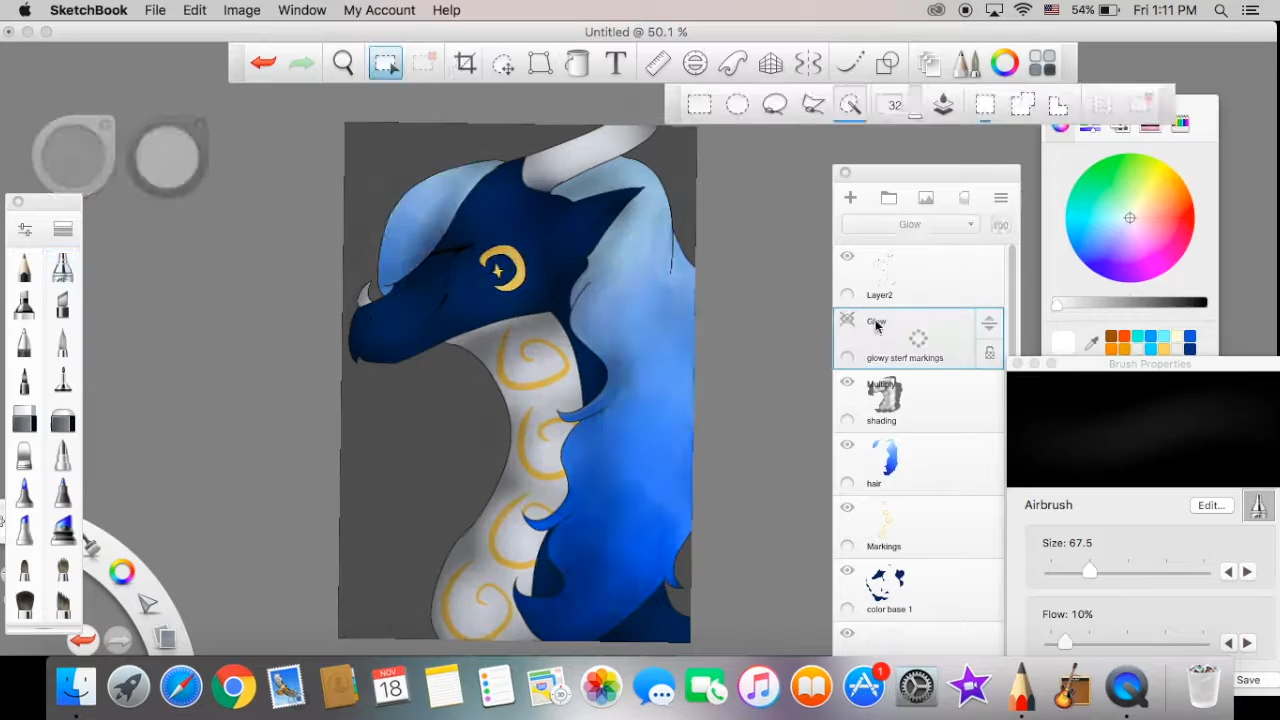 SketchBook File Edit Image Window My Account Help 54% Fri 1:11 PM
Untitled @ 50.1 %
T
32
Glow
100
Layer2
Glow
glowy sterf markings
Multiply
shading
hair
Markings
color base 1
Brush Properties
Airbrush Edit...
Size: 67.5
Flow: 10%
NOV
18
1
Save